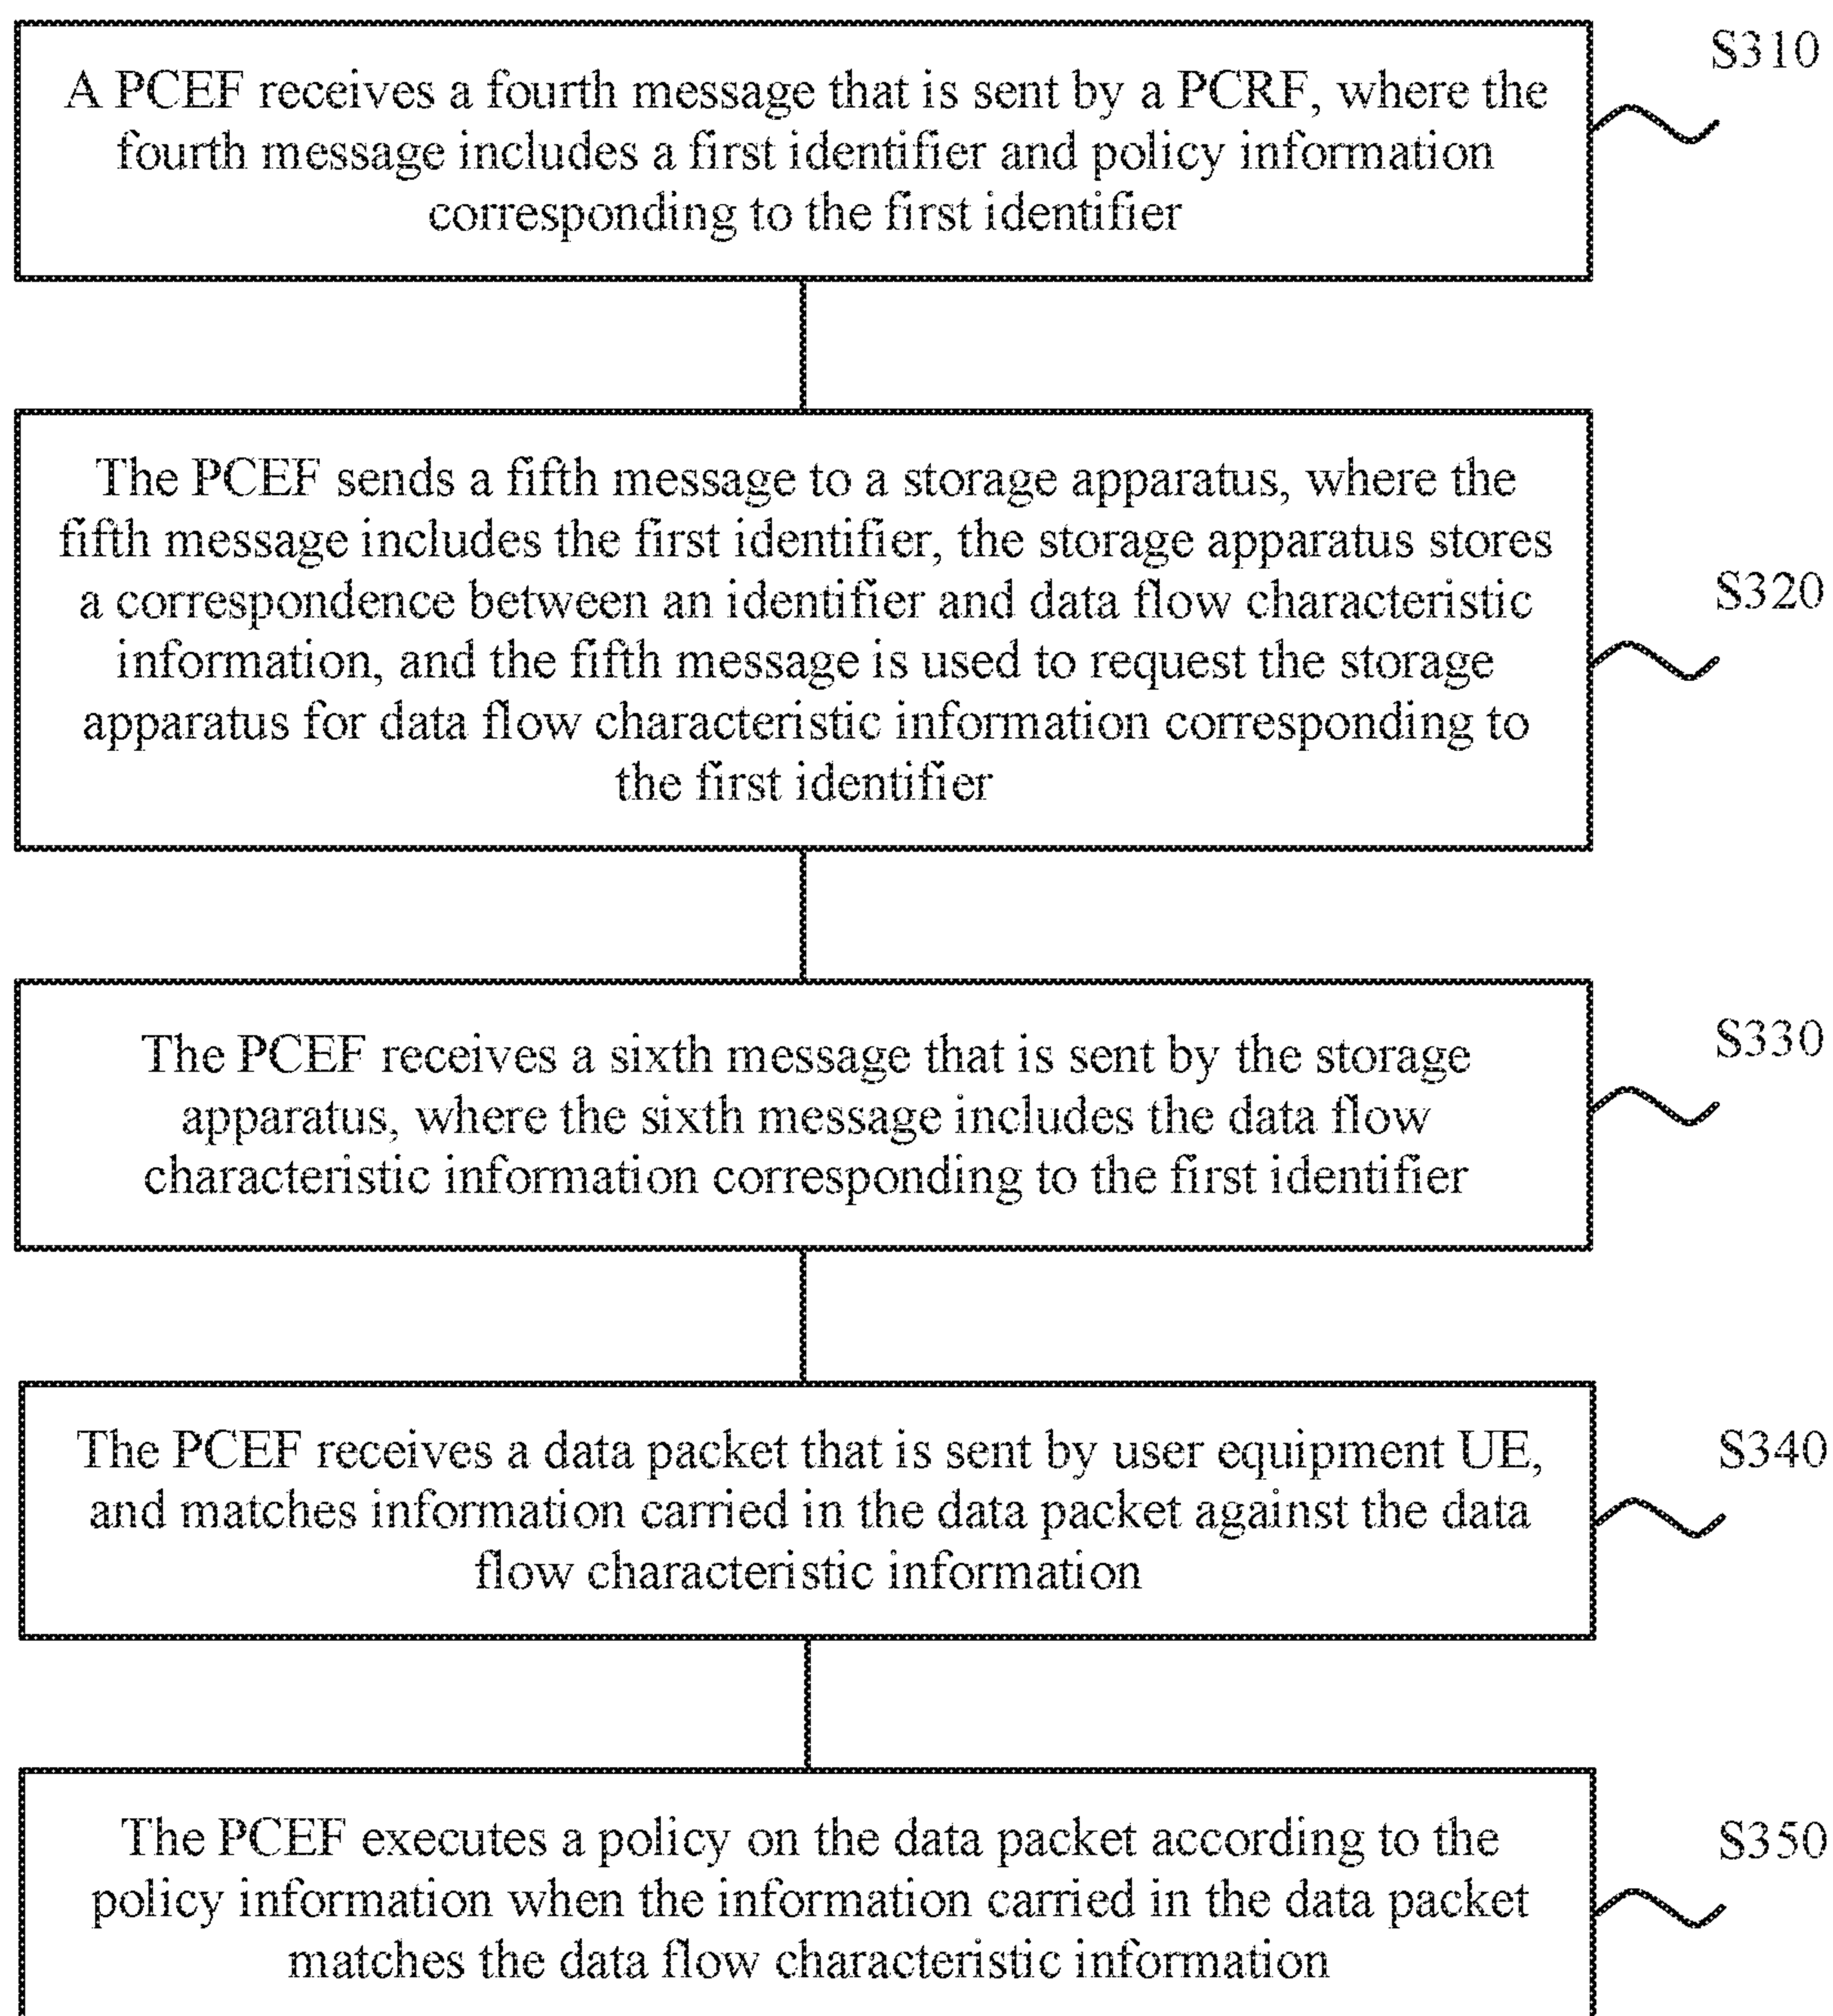 S310
A PCEF receives a fourth message that is sent by a PCRF, where the
fourth message includes a first identifier and policy information
corresponding to the first identifier
The PCEF sends a fifth message to a storage apparatus, where the
fifth message includes the first identifier, the storage apparatus stores
a correspondence between an identifier and data flow characteristic
information, and the fifth message is used to request the storage
apparatus for data flow characteristic information corresponding to
the first identifier
S320
The PCEF receives a sixth message that is sent by the storage
apparatus, where the sixth message includes the data flow
characteristic information corresponding to the first identifier
S330
The PCEF receives a data packet that is sent by user equipment UE,
and matches information carried in the data packet against the data
flow characteristic information
S340
The PCEF executes a policy on the data packet according to the
policy information when the information carried in the data packet
matches the data flow characteristic information
S350